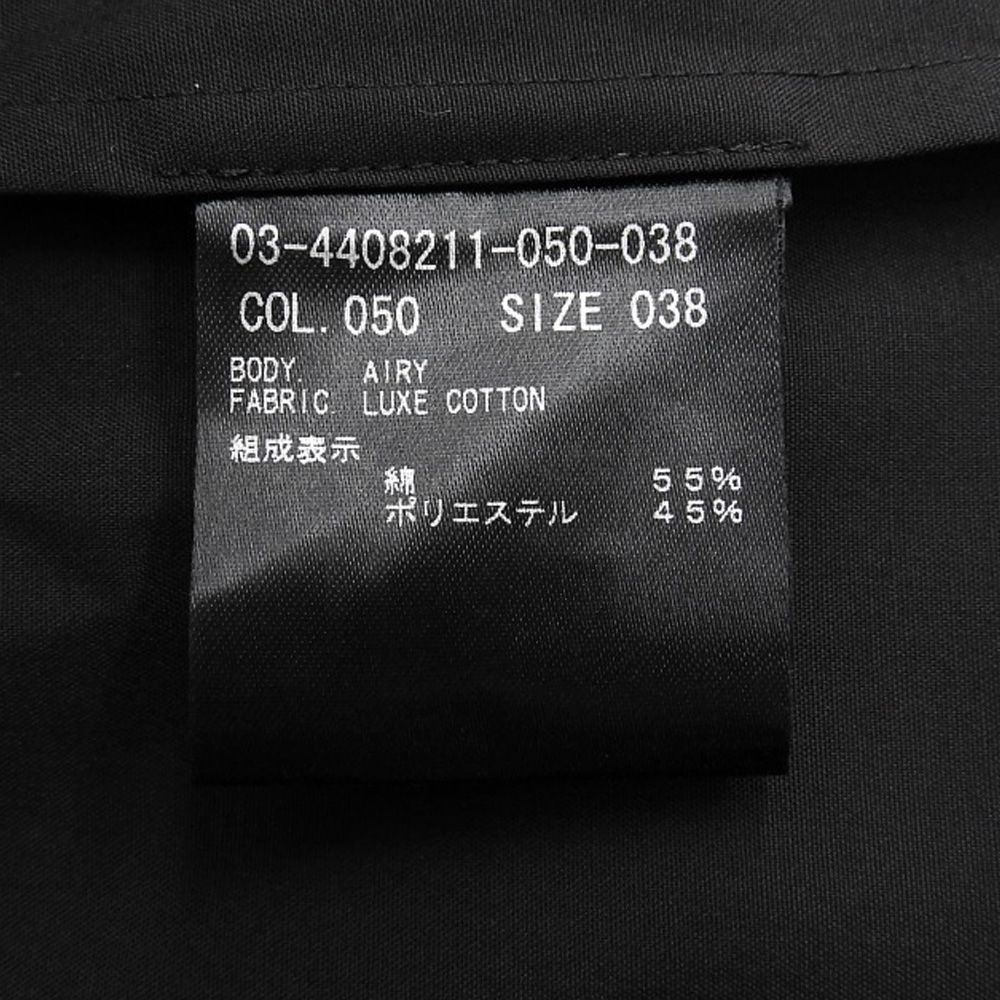 03-4408211-050-038
COL. 050 SIZE 038
BODY. AIRY
FABRIC LUXE COTTON
組成表示
綿 55%
ポリエステル 45%